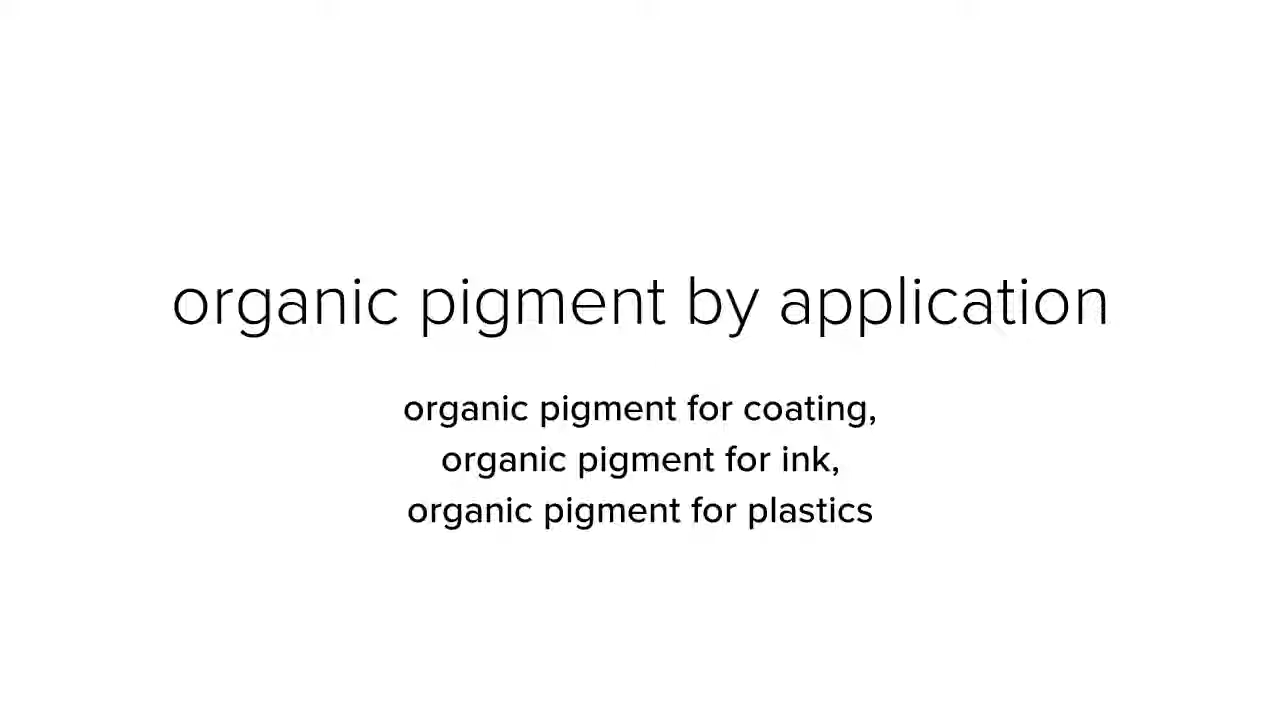 organic pigment by application
organic pigment for coating,
organic pigment for ink,
organic pigment for plastics